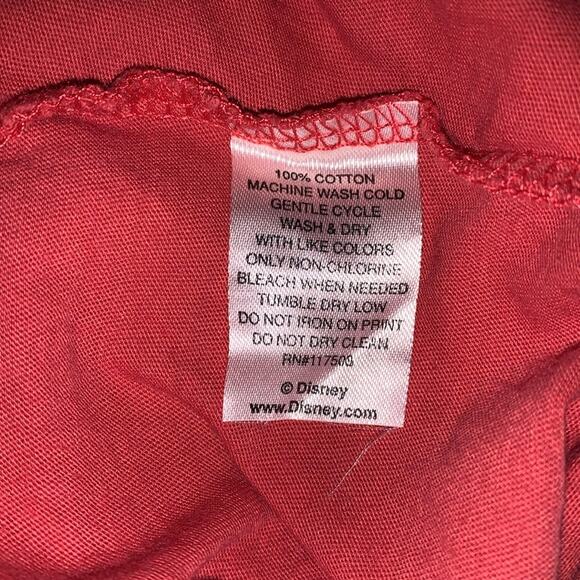 100% COTTON
MACHINE WASH COLD
GENTLE CYCLE
WASH & DRY
WITH LIKE COLORS
ONLY NON-CHLORINE
BLEACH WHEN NEEDED
TUMBLE DRY LOW
DO NOT IRON ON PRINT
DO NOT DRY CLEAN
RN#117509
© Disney
www.Disney.com